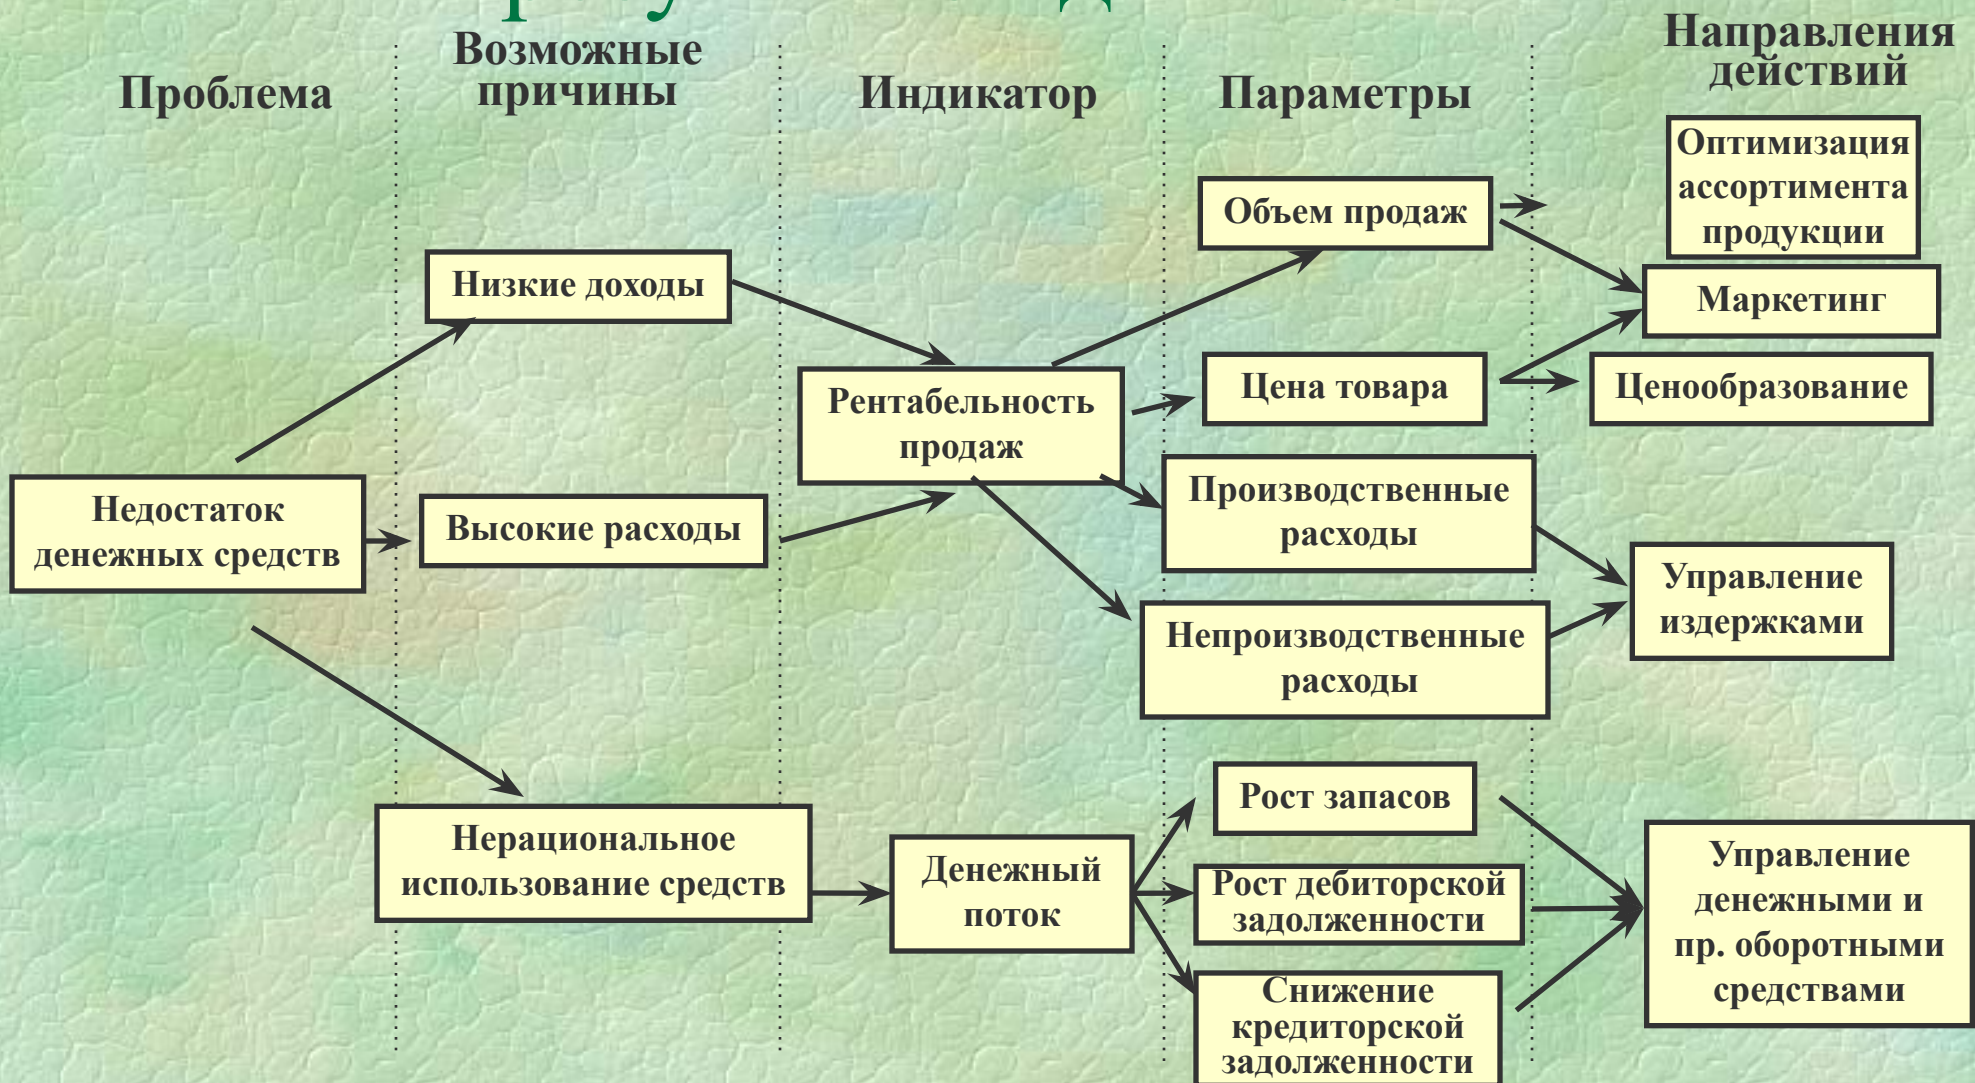 Проблема
Возможные
причины
Индикатор
Параметры
Направления
действий
Оптимизация
ассортимента
продукции
Объем продаж
Низкие доходы
Маркетинг
Рентабельность
продаж
Цена товара
Ценообразование
Недостаток
денежных средств
Высокие расходы
Производственные
расходы
Управление
издержками
Непроизводственные
расходы
Нерациональное
использование средств
Денежный
поток
Рост запасов
Рост дебиторской
задолженности
Снижение
кредиторской
задолженности
Управление
денежными и
пр. оборотными
средствами